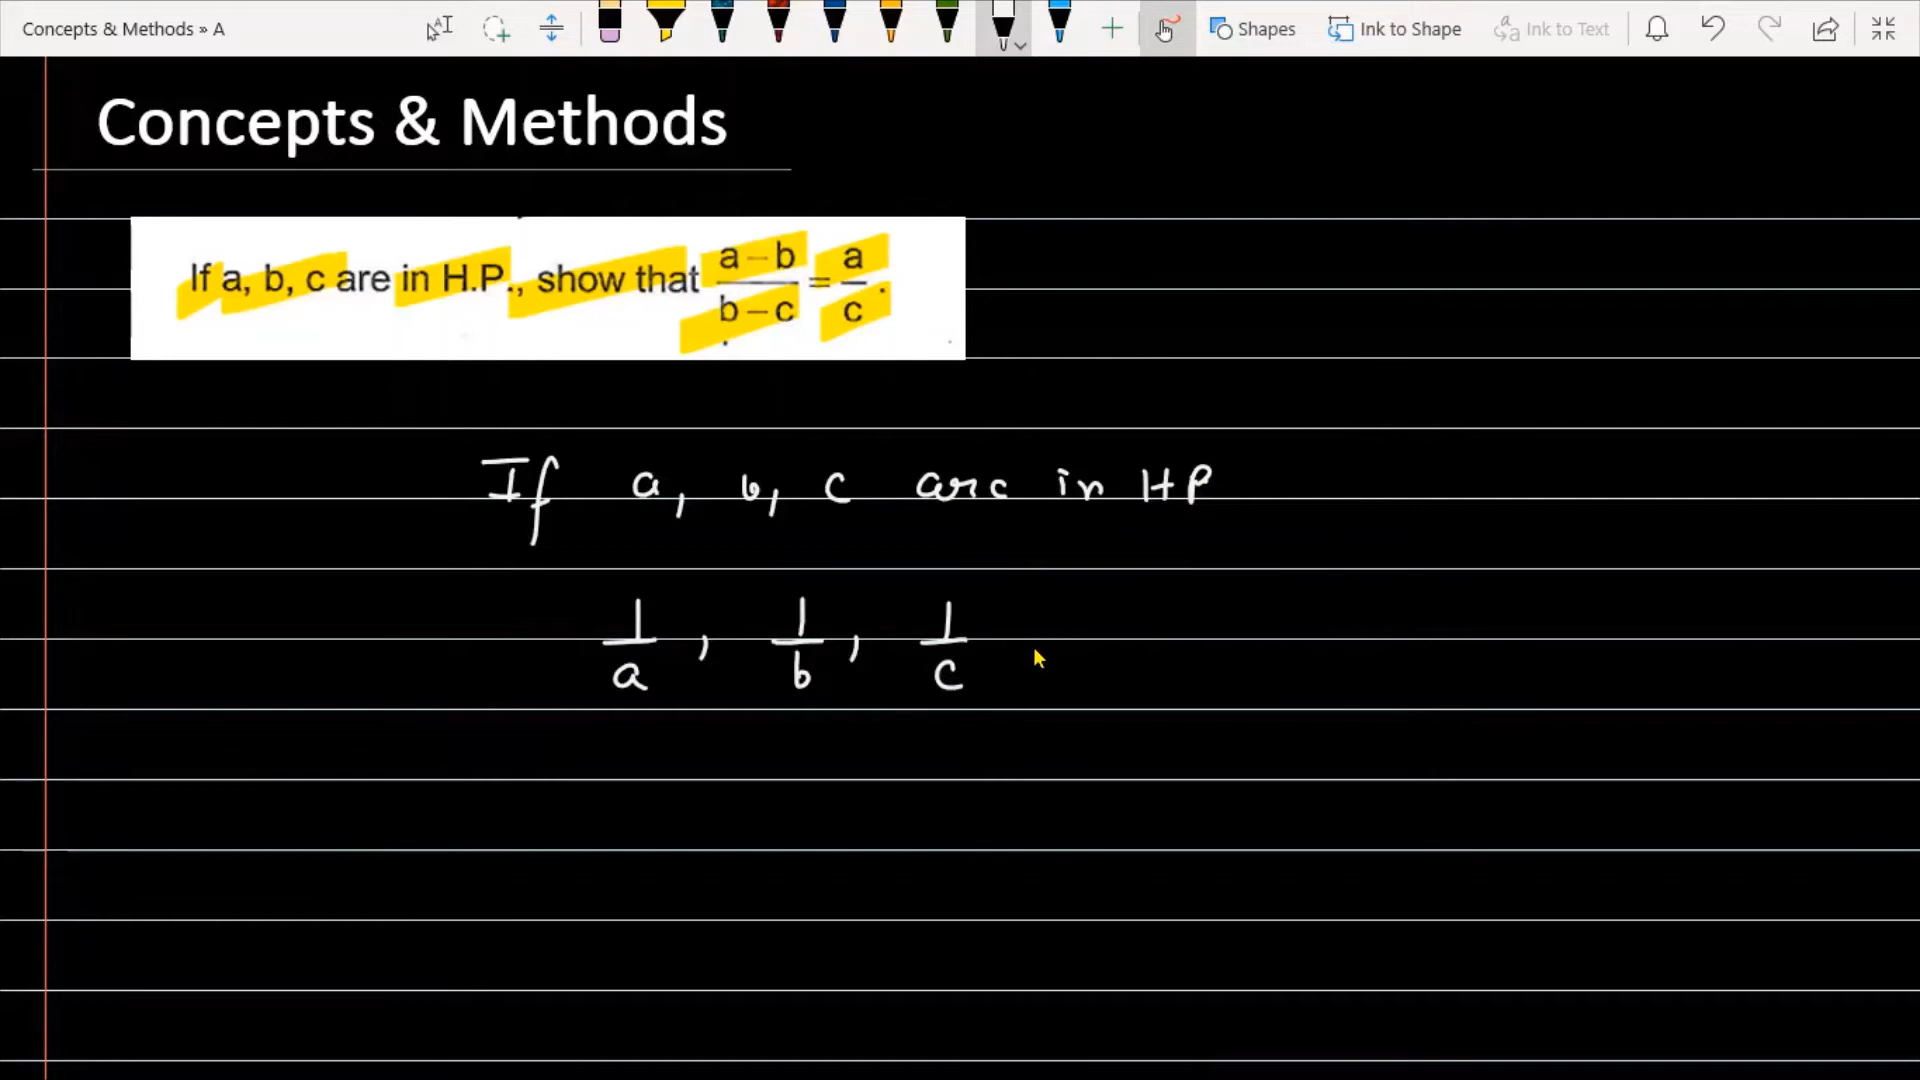 Concepts & Methods » A
Shapes
Ink to Shape
Ink to Text
Concepts & Methods
If a, b, c are in H.P., show that (a – b)/(b – c) = a/c.
If a, b, c are in HP
1/a, 1/b, 1/c